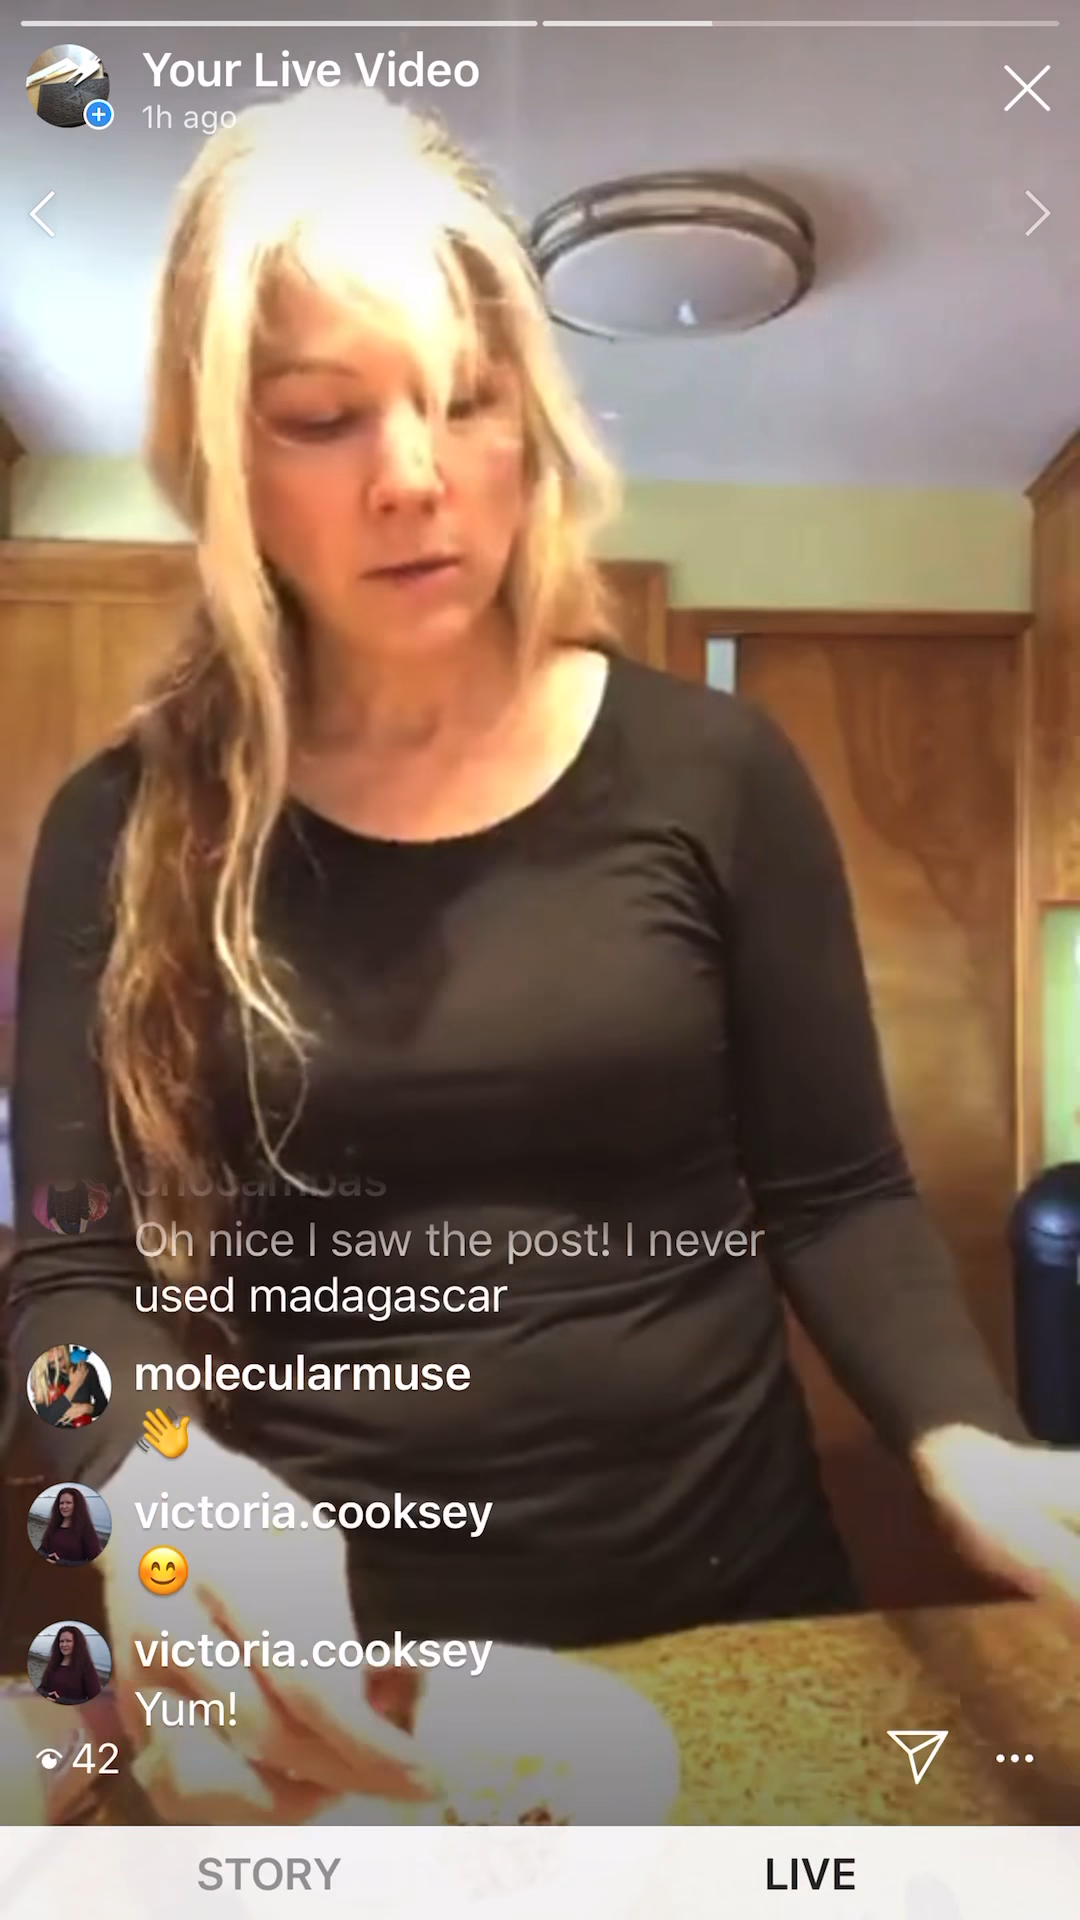 Your Live Video
1h ago
Oh nice I saw the post! I never
used madagascar
molecularmuse
👋
victoria.cooksey
😊
victoria.cooksey
Yum!
42
STORY
LIVE